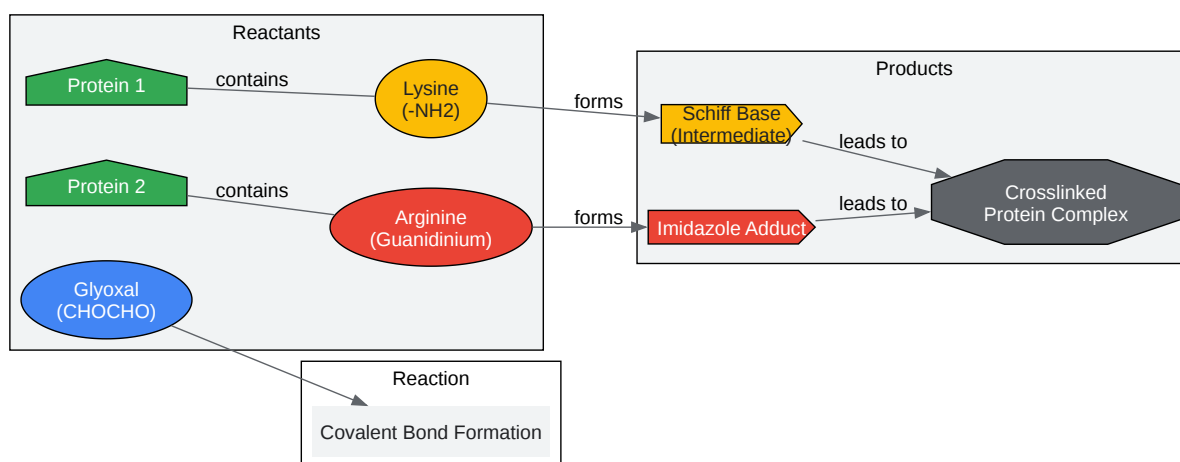 Reactants
Protein 1
contains
Lysine
(-NH2)
forms
Protein 2
contains
Arginine
(Guanidinium)
forms
Glyoxal
(CHOCHO)
Products
Schiff Base
(Intermediate)
leads to
Imidazole Adduct
leads to
Crosslinked
Protein Complex
Reaction
Covalent Bond Formation